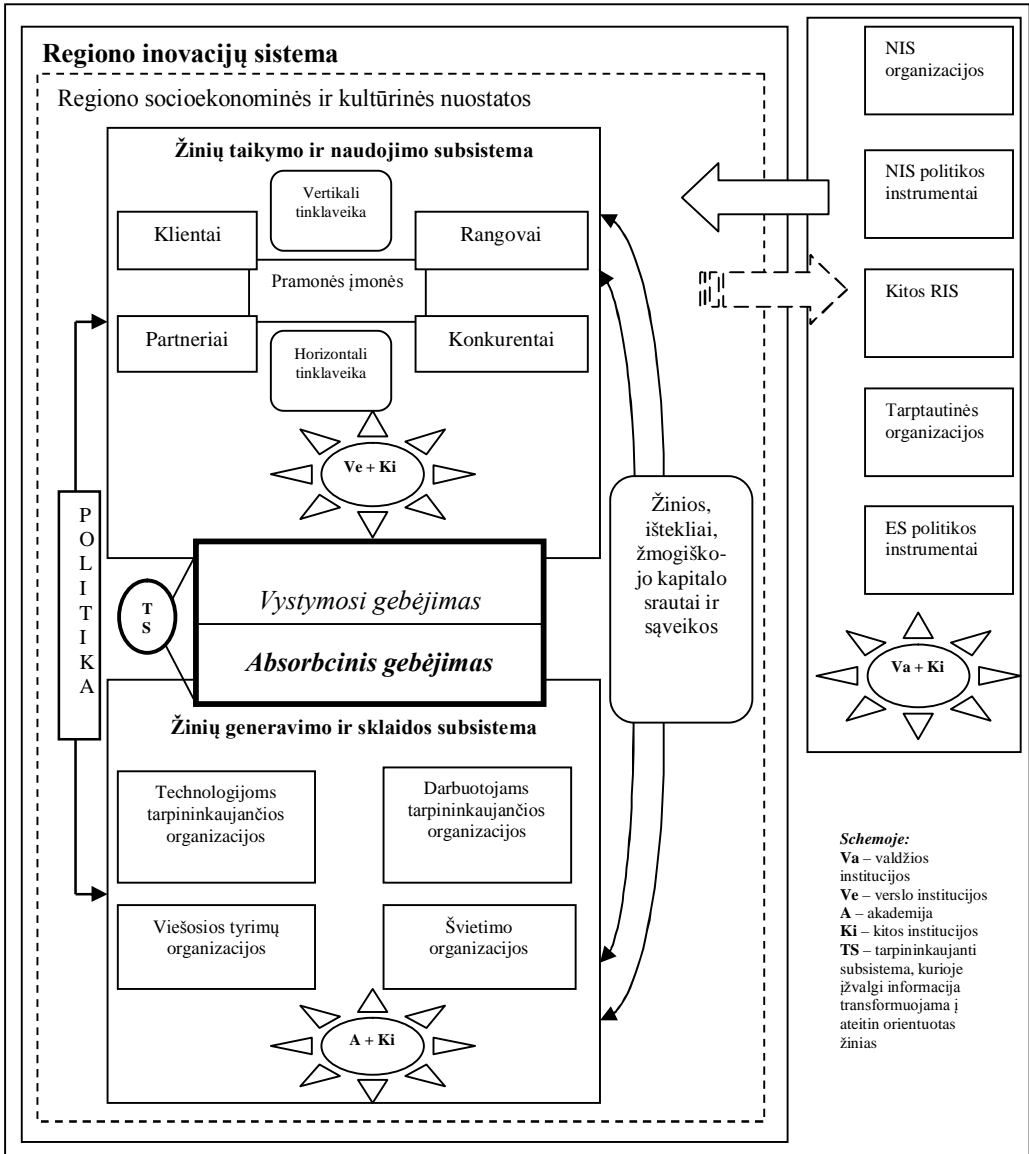 Regiono inovacijų sistema
Regiono socioekonominės ir kultūrinės nuostatos
Žinių taikymo ir naudojimo subsistema
Vertikali
tinklaveika
Klientai
Rangovai
Pramonės įmonės
Partneriai
Konkurentai
Horizontali
tinklaveika
Ve + Ki
P
O
L
I
T
I
K
A
T
S
Vystymosi gebėjimas
Absorbcinis gebėjimas
Žinios,
ištekliai,
žmogiško-
jo kapitalo
srautai ir
sąveikos
Žinių generavimo ir sklaidos subsistema
Technologijoms
tarpininkaujančios
organizacijos
Darbuotojams
tarpininkaujančios
organizacijos
Viešosios tyrimų
organizacijos
Švietimo
organizacijos
A + Ki
NIS
organizacijos
NIS politikos
instrumentai
Kitos RIS
Tarptautinės
organizacijos
ES politikos
instrumentai
Va + Ki
Schemoje:
Va – valdžios
institucijos
Ve – verslo institucijos
A – akademija
Ki – kitos institucijos
TS – tarpininkaujanti
subsistema, kurioje
įžvalgi informacija
transformuojama į
ateitin orientuotas
žinias